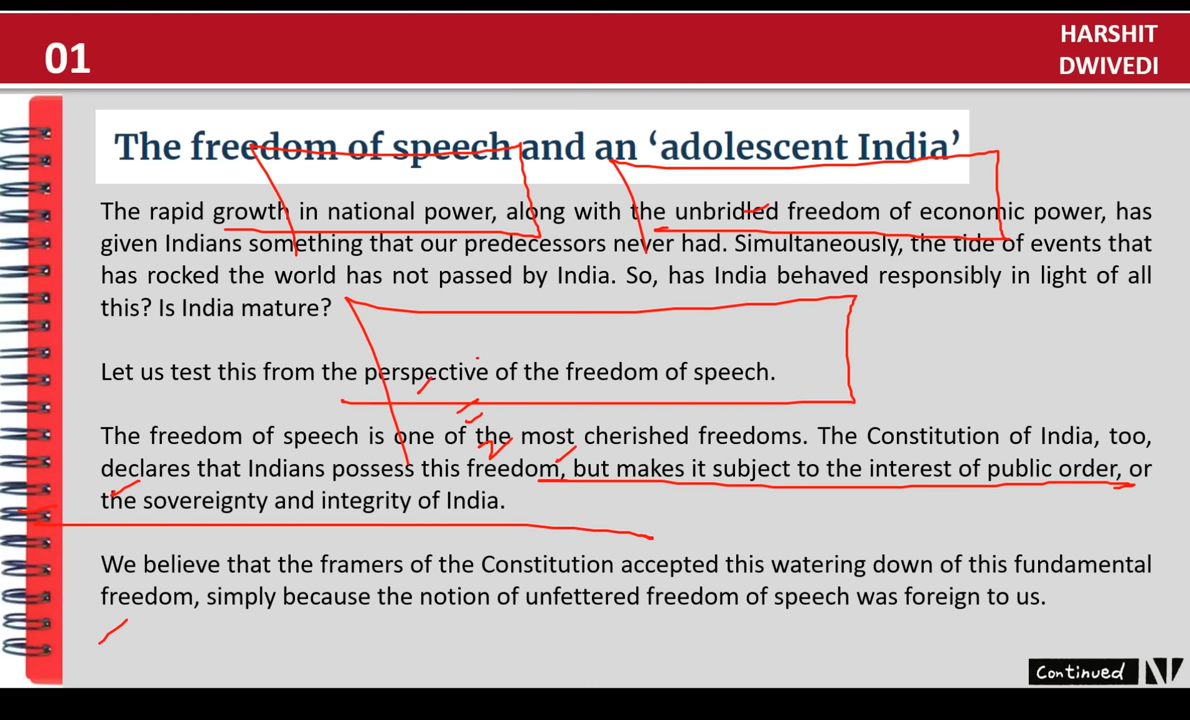 01
HARSHIT
DWIVEDI
The freedom of speech and an ‘adolescent India’
The rapid growth in national power, along with the unbridled freedom of economic power, has
given Indians something that our predecessors never had. Simultaneously, the tide of events that
has rocked the world has not passed by India. So, has India behaved responsibly in light of all
this? Is India mature?
Let us test this from the perspective of the freedom of speech.
The freedom of speech is one of the most cherished freedoms. The Constitution of India, too,
declares that Indians possess this freedom, but makes it subject to the interest of public order, or
the sovereignty and integrity of India.
We believe that the framers of the Constitution accepted this watering down of this fundamental
freedom, simply because the notion of unfettered freedom of speech was foreign to us.
Continued